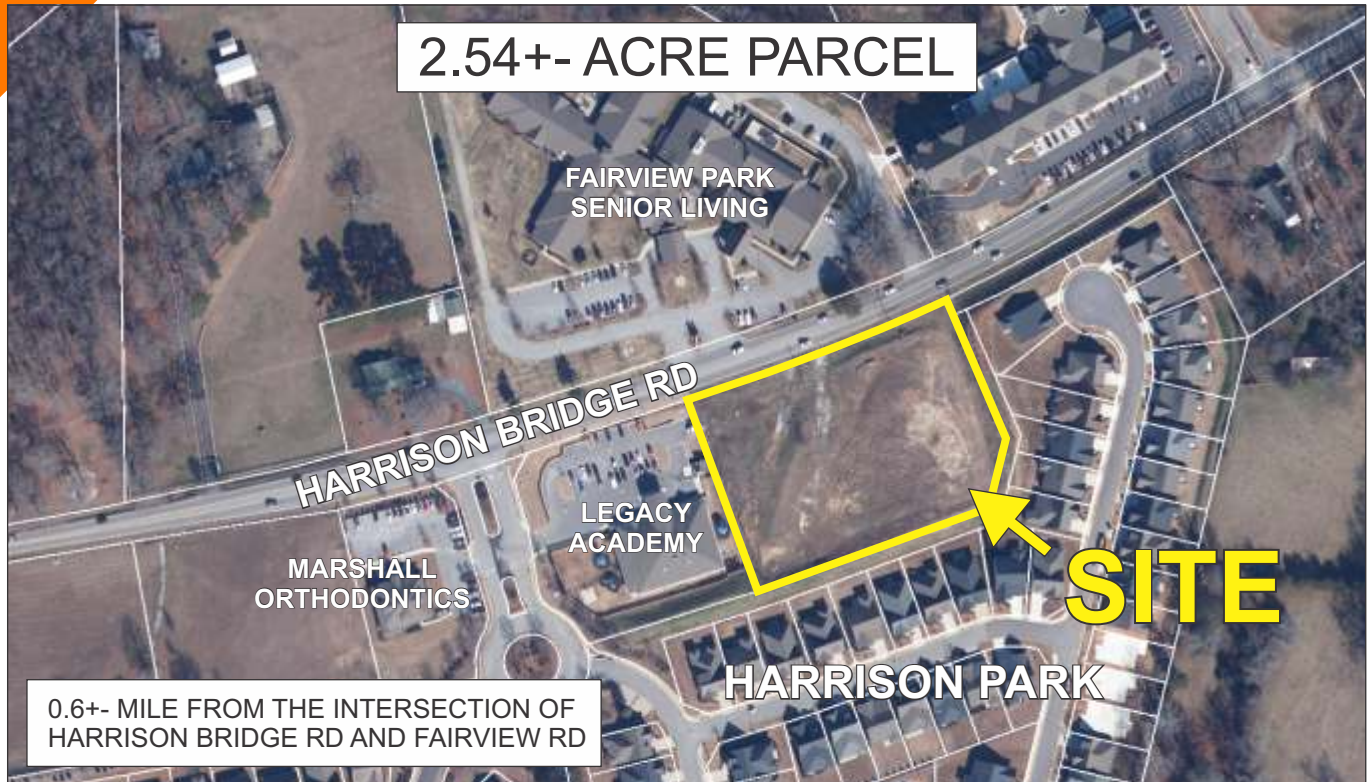 2.54+- ACRE PARCEL
FAIRVIEW PARK
SENIOR LIVING
HARRISON BRIDGE RD
LEGACY
ACADEMY
MARSHALL
ORTHODONTICS
SITE
HARRISON PARK
0.6+- MILE FROM THE INTERSECTION OF
HARRISON BRIDGE RD AND FAIRVIEW RD